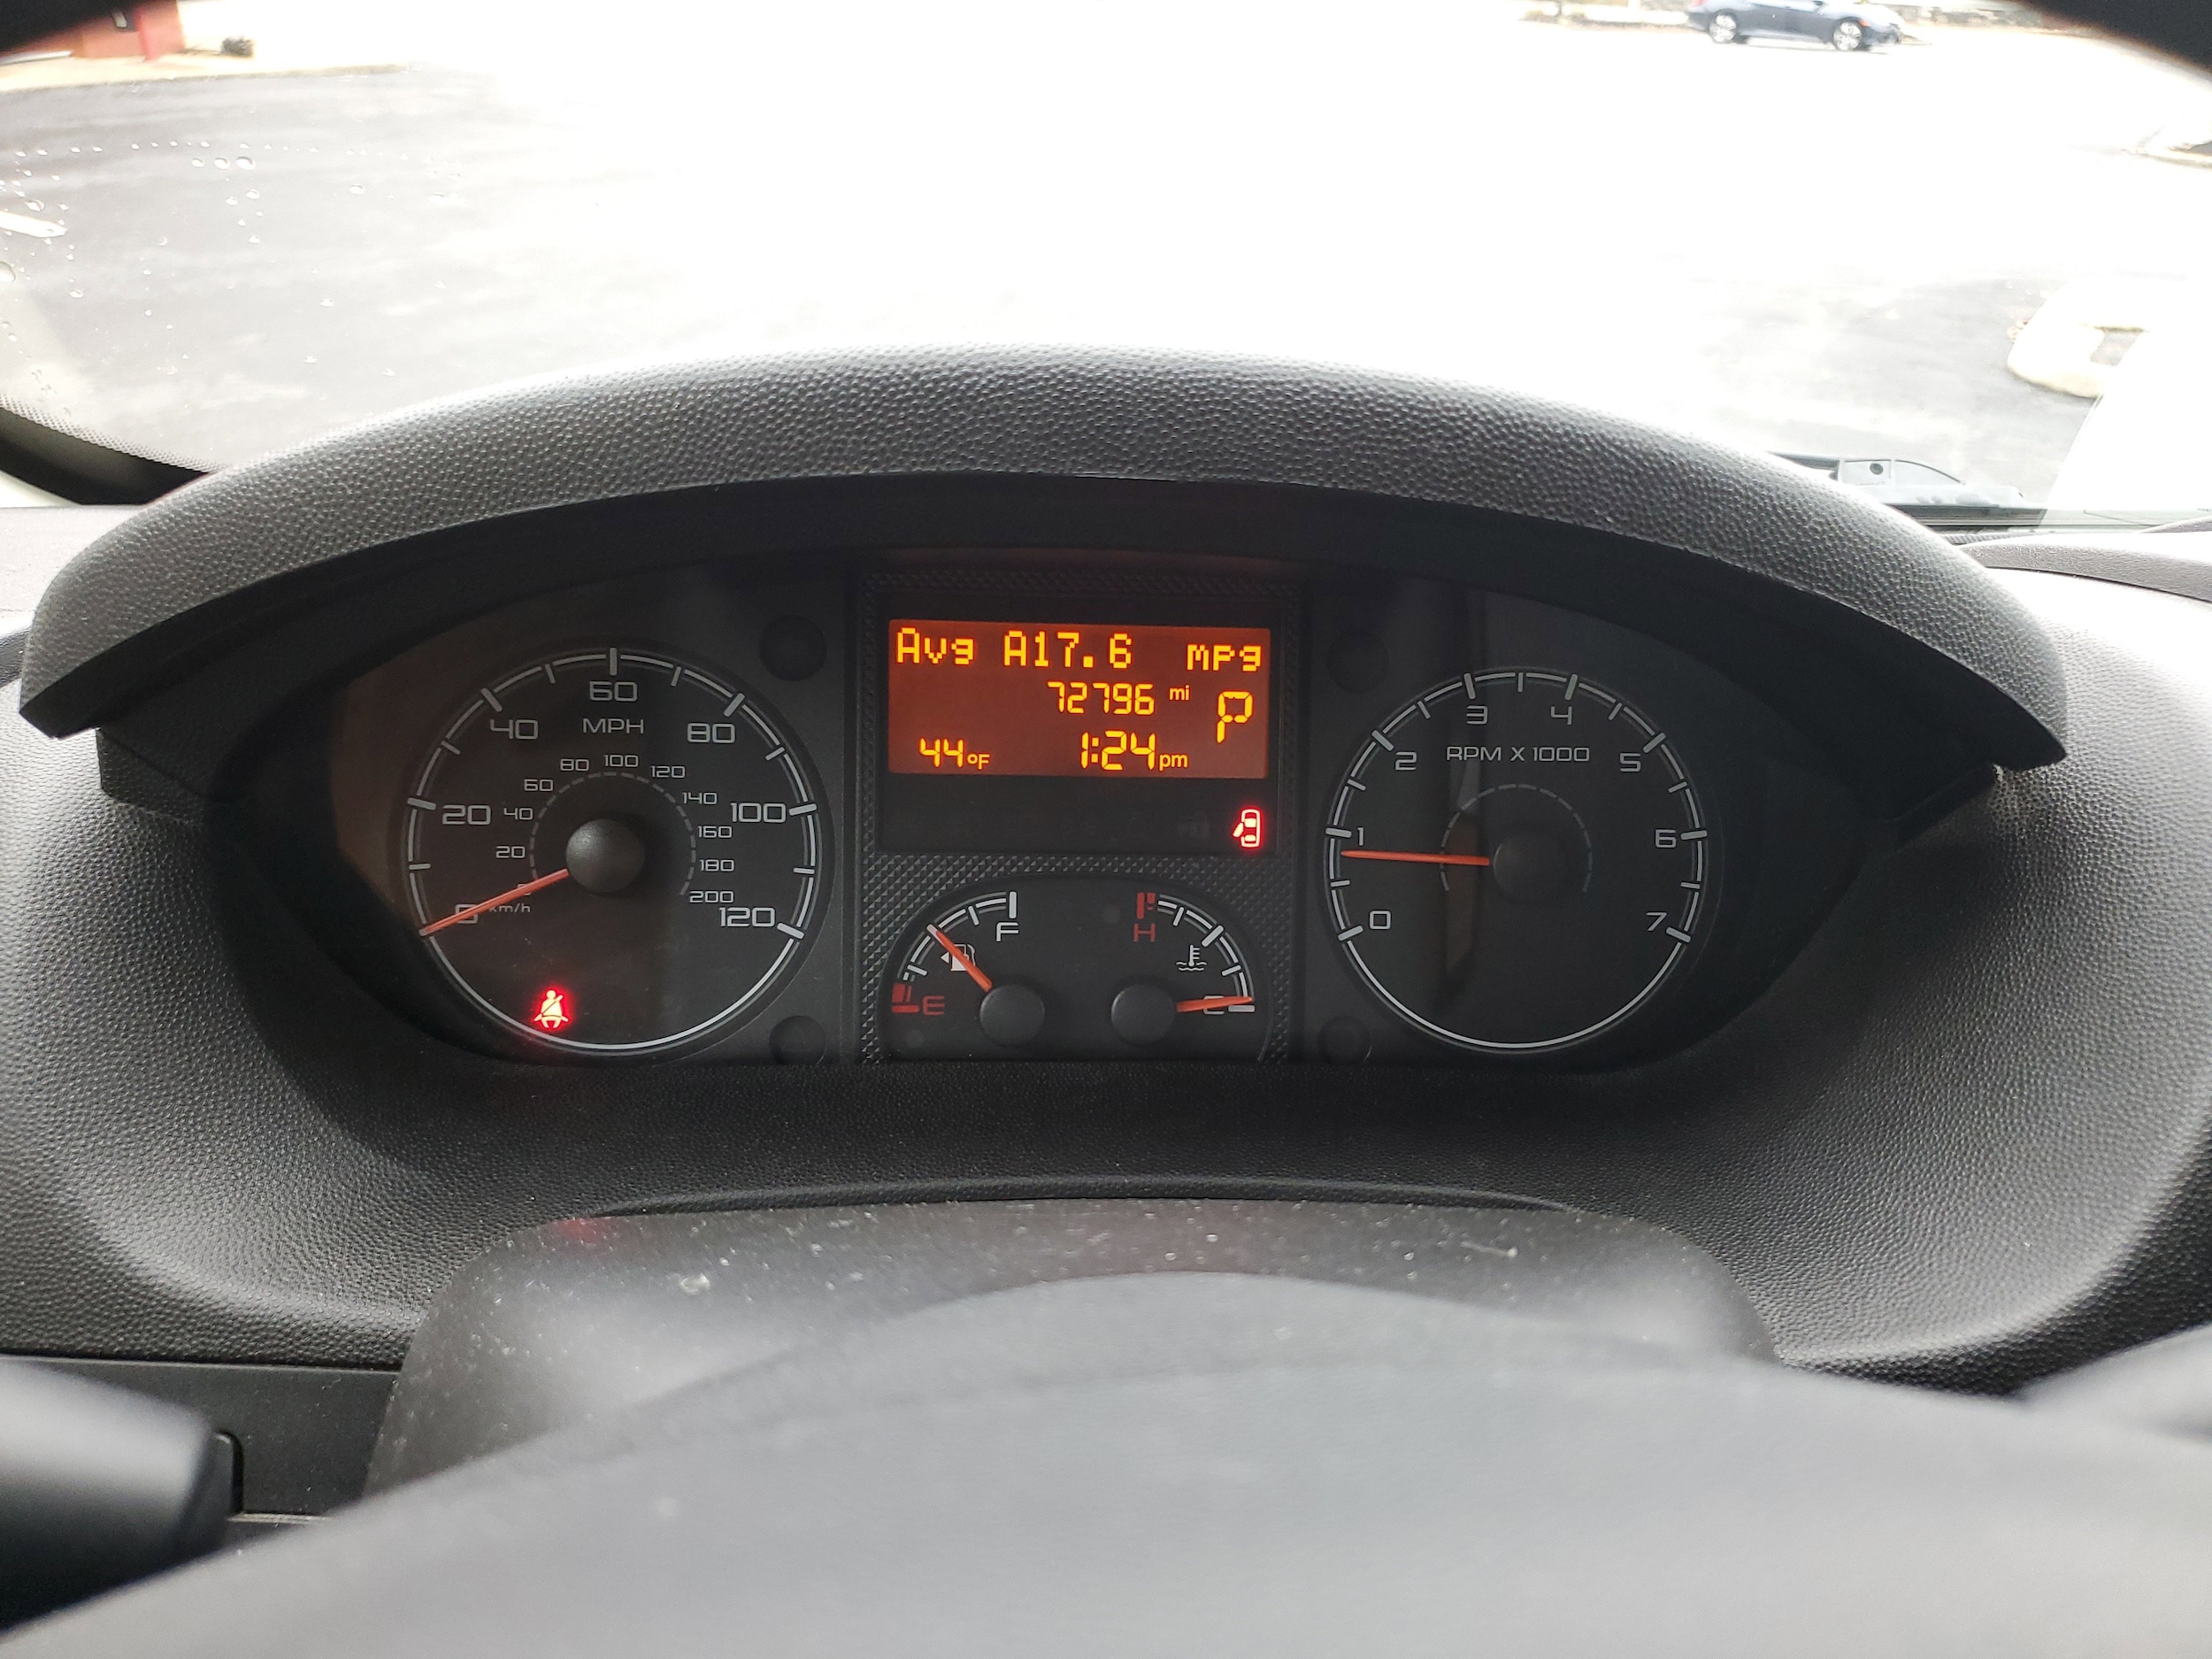 Avg A17.6 mpg
72796 mi
P
44°F 1:24pm
0 20 40 60 80 100 120
MPH
20 40 60 80 100 120 140 160 180 200
km/h
E F
H C
0 1 2 3 4 5 6 7
RPM X 1000